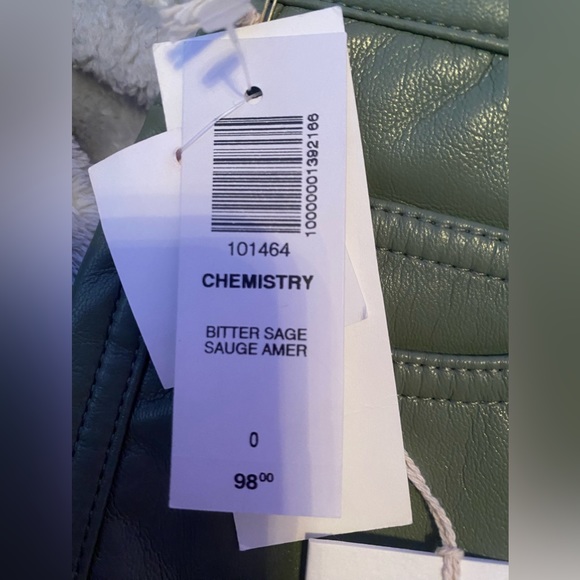 10000001392166
101464
CHEMISTRY
BITTER SAGE
SAUGE AMER
0
98⁰⁰